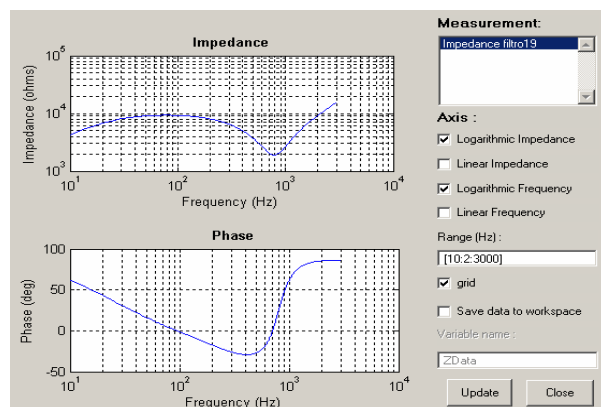 Impedance
10^5
10^4
10^3
Impedance (ohms)
10^1 10^2 10^3 10^4
Frequency (Hz)
Phase
100
50
0
-50
Phase (deg)
10^1 10^2 10^3 10^4
Frequency (Hz)
Measurement:
Impedance filtro19
Axis :
Logarithmic Impedance
Linear Impedance
Logarithmic Frequency
Linear Frequency
Range (Hz) :
[10:2:3000]
grid
Save data to workspace
Variable name :
ZData
Update Close